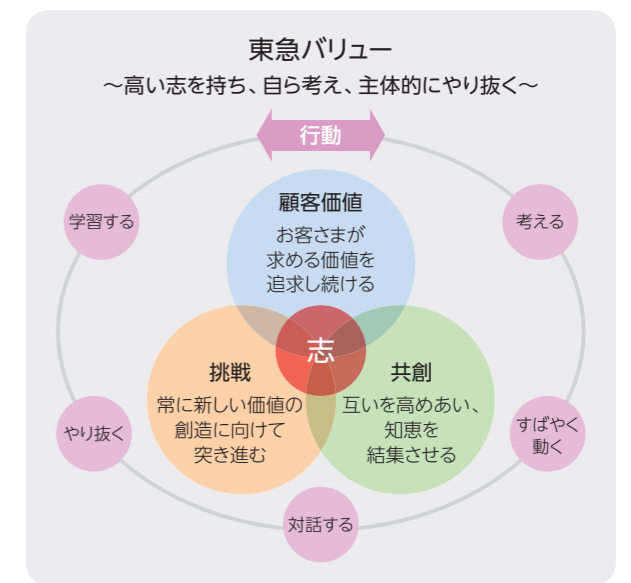 東急バリュー
〜高い志を持ち、自ら考え、主体的にやり抜く〜
行動
学習する
考える
顧客価値
お客さまが
求める価値を
追求し続ける
志
挑戦
常に新しい価値の
創造に向けて
突き進む
共創
互いを高めあい、
知恵を
結集させる
やり抜く
すばやく
動く
対話する